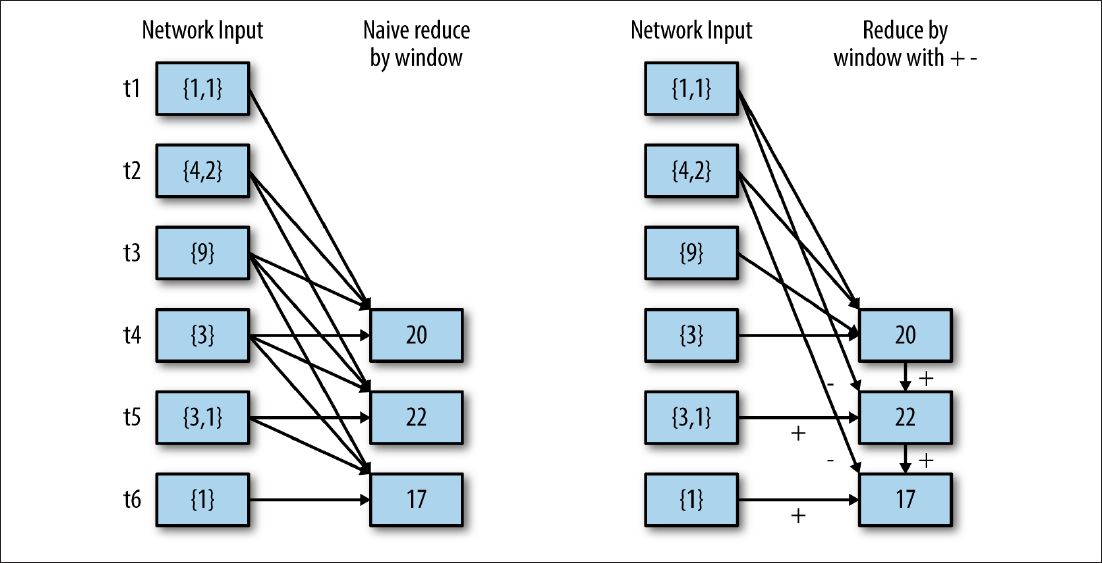 Network Input
Naive reduce
by window
t1
{1,1}
t2
{4,2}
t3
{9}
t4
{3}
20
t5
{3,1}
22
t6
{1}
17
Network Input
Reduce by
window with + -
{1,1}
{4,2}
{9}
{3}
20
- +
{3,1}
22
+
- +
{1}
17
+